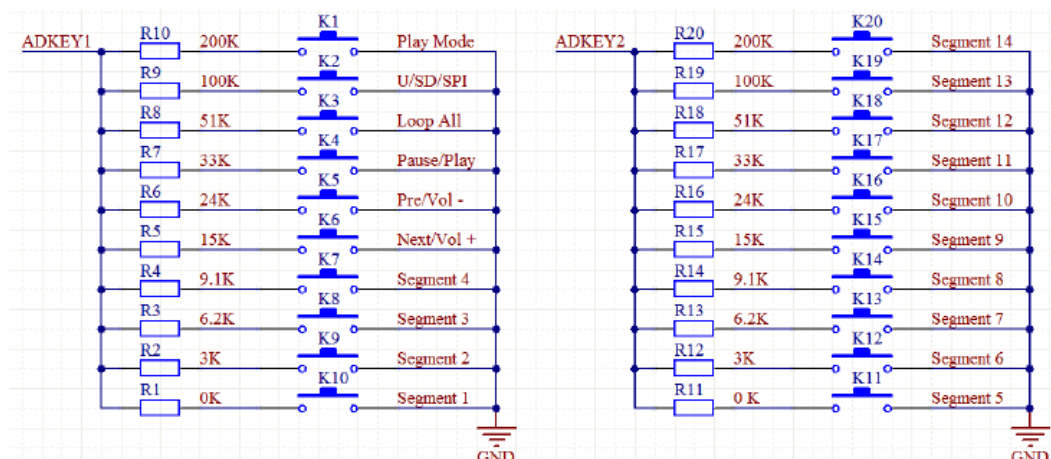 K1
R10
ADKEY1 200K Play Mode
K2
R9
100K U/SD/SPI
K3
R8
51K Loop All
K4
R7
33K Pause/Play
K5
R6
24K Pre/Vol -
K6
R5
15K Next/Vol +
K7
R4
9.1K Segment 4
K8
R3
6.2K Segment 3
K9
R2
3K Segment 2
K10
R1
0K Segment 1
GND
K20
R20
ADKEY2 200K Segment 14
K19
R19
100K Segment 13
K18
R18
51K Segment 12
K17
R17
33K Segment 11
K16
R16
24K Segment 10
K15
R15
15K Segment 9
K14
R14
9.1K Segment 8
K13
R13
6.2K Segment 7
K12
R12
3K Segment 6
K11
R11
0 K Segment 5
GND